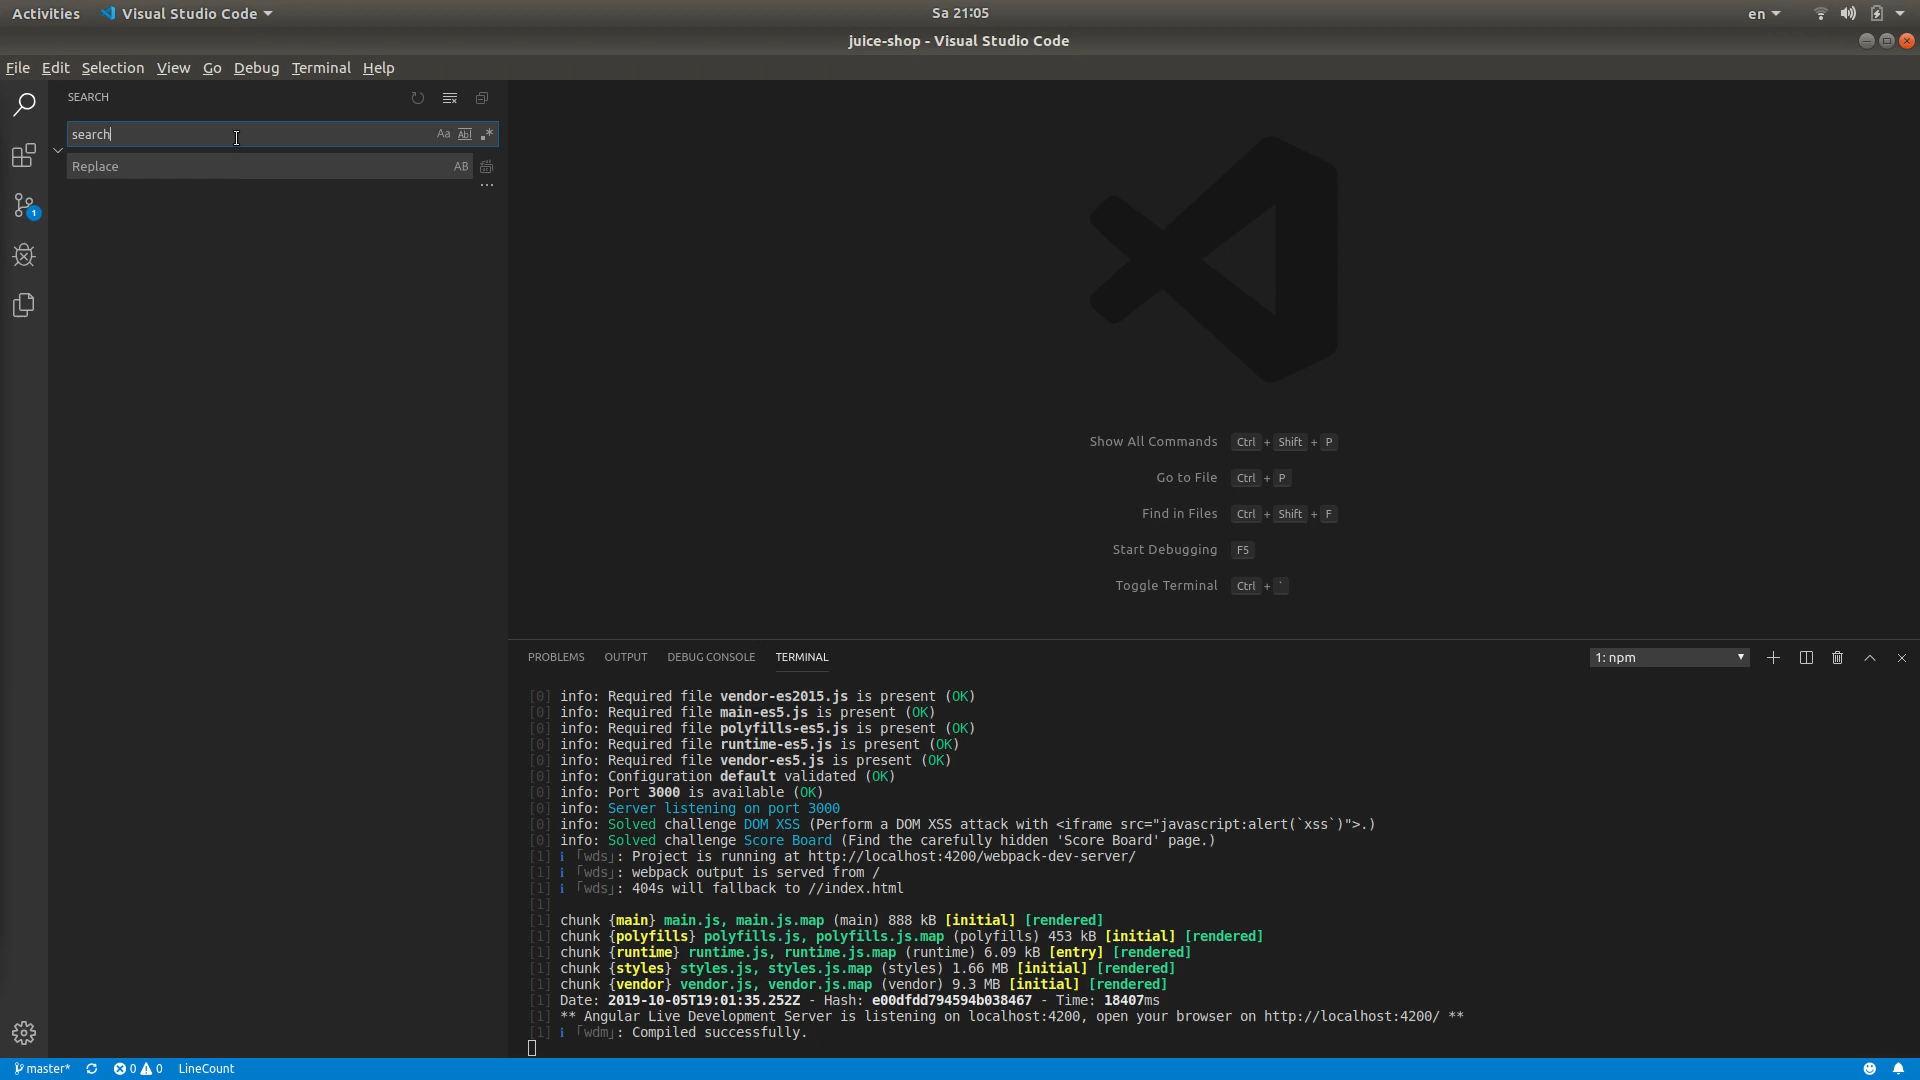 Activities Visual Studio Code Sa 21:05 en
juice-shop - Visual Studio Code
File Edit Selection View Go Debug Terminal Help
SEARCH
search Aa Abl .*
Replace AB
...
1
Show All Commands Ctrl + Shift + P
Go to File Ctrl + P
Find in Files Ctrl + Shift + F
Start Debugging F5
Toggle Terminal Ctrl + `
PROBLEMS OUTPUT DEBUG CONSOLE TERMINAL 1: npm
[0] info: Required file vendor-es2015.js is present (OK)
[0] info: Required file main-es5.js is present (OK)
[0] info: Required file polyfills-es5.js is present (OK)
[0] info: Required file runtime-es5.js is present (OK)
[0] info: Required file vendor-es5.js is present (OK)
[0] info: Configuration default validated (OK)
[0] info: Port 3000 is available (OK)
[0] info: Server listening on port 3000
[0] info: Solved challenge DOM XSS (Perform a DOM XSS attack with <iframe src="javascript:alert(`xss`)">.)
[0] info: Solved challenge Score Board (Find the carefully hidden 'Score Board' page.)
[1] ℹ ｢wds｣: Project is running at http://localhost:4200/webpack-dev-server/
[1] ℹ ｢wds｣: webpack output is served from /
[1] ℹ ｢wds｣: 404s will fallback to //index.html
[1]
[1] chunk {main} main.js, main.js.map (main) 888 kB [initial] [rendered]
[1] chunk {polyfills} polyfills.js, polyfills.js.map (polyfills) 453 kB [initial] [rendered]
[1] chunk {runtime} runtime.js, runtime.js.map (runtime) 6.09 kB [entry] [rendered]
[1] chunk {styles} styles.js, styles.js.map (styles) 1.66 MB [initial] [rendered]
[1] chunk {vendor} vendor.js, vendor.js.map (vendor) 9.3 MB [initial] [rendered]
[1] Date: 2019-10-05T19:01:35.252Z - Hash: e00dfdd794594b038467 - Time: 18407ms
[1] ** Angular Live Development Server is listening on localhost:4200, open your browser on http://localhost:4200/ **
[1] ℹ ｢wdm｣: Compiled successfully.
master* 0 0 LineCount